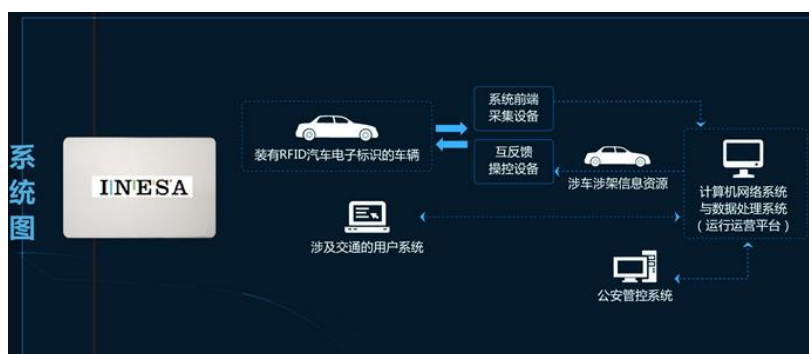 系统图
INESA
装有RFID汽车电子标识的车辆
系统前端
采集设备
互反馈
操控设备
涉车涉架信息资源
计算机网络系统
与数据处理系统
（运行运营平台）
涉及交通的用户系统
公安管控系统